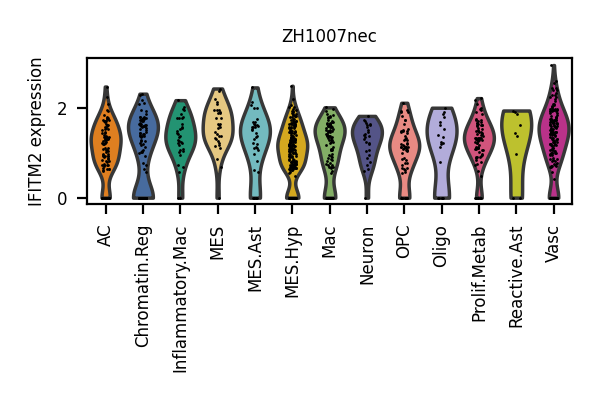 ZH1007nec
IFITM2 expression
2
0
AC
Chromatin.Reg
Inflammatory.Mac
MES
MES.Ast
MES.Hyp
Mac
Neuron
OPC
Oligo
Prolif.Metab
Reactive.Ast
Vasc